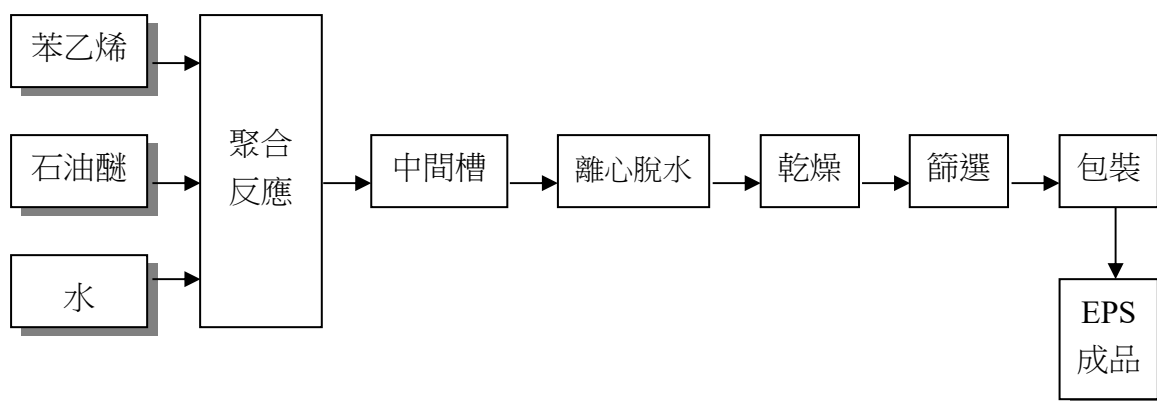 苯乙烯
石油醚
水
聚合
反應
中間槽
離心脫水
乾燥
篩選
包裝
EPS
成品